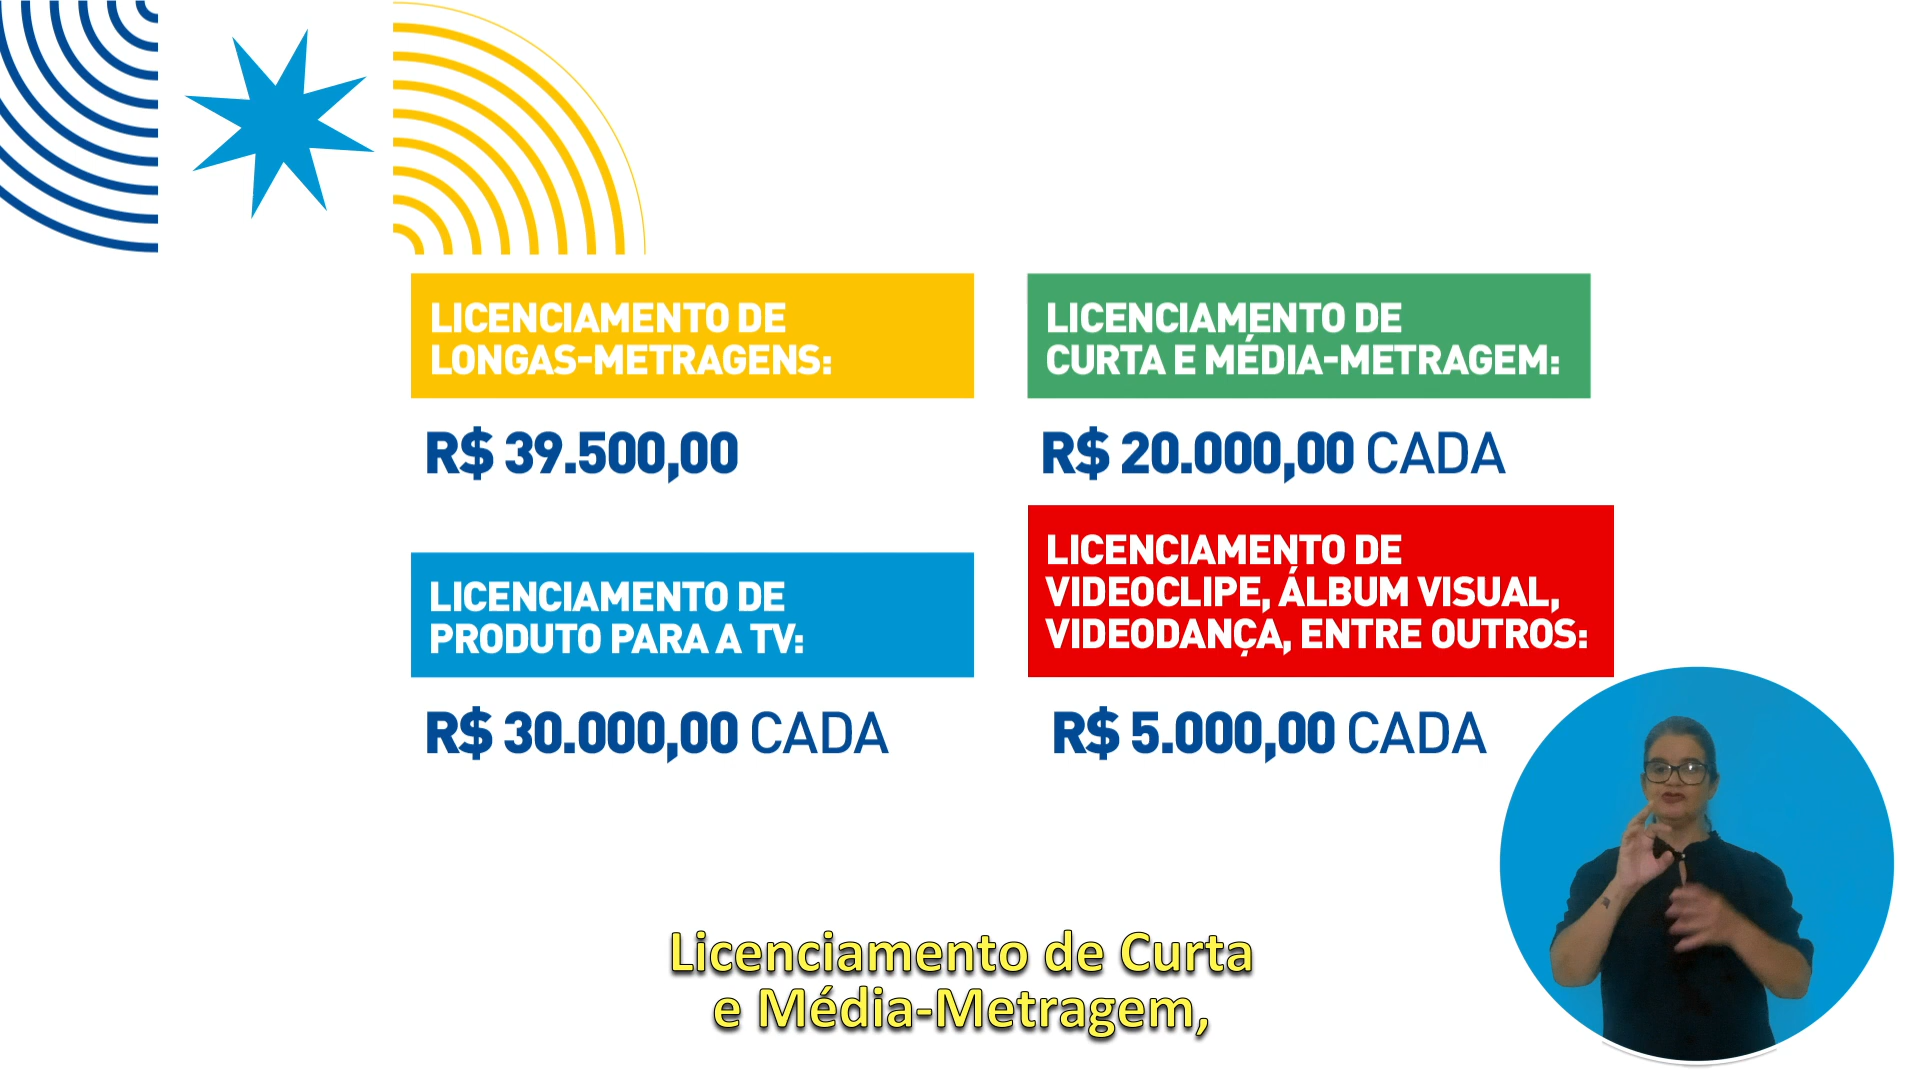 LICENCIAMENTO DE
LONGAS-METRAGENS:
R$ 39.500,00
LICENCIAMENTO DE
CURTA E MÉDIA-METRAGEM:
R$ 20.000,00 CADA
LICENCIAMENTO DE
PRODUTO PARA A TV:
R$ 30.000,00 CADA
LICENCIAMENTO DE
VIDEOCLIPE, ÁLBUM VISUAL,
VIDEODANÇA, ENTRE OUTROS:
R$ 5.000,00 CADA
Licenciamento de Curta
e Média-Metragem,